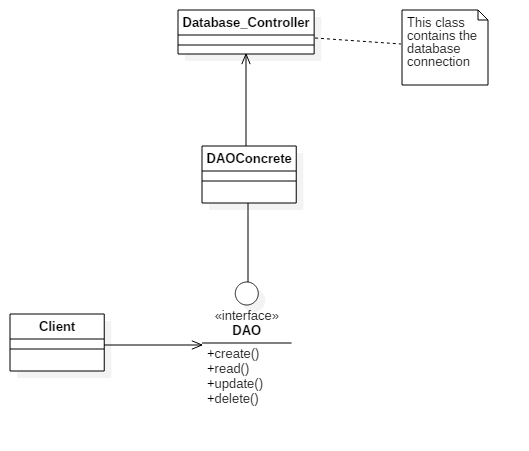 Database_Controller
This class
contains the
database
connection
DAOConcrete
«interface»
DAO
Client
+create()
+read()
+update()
+delete()